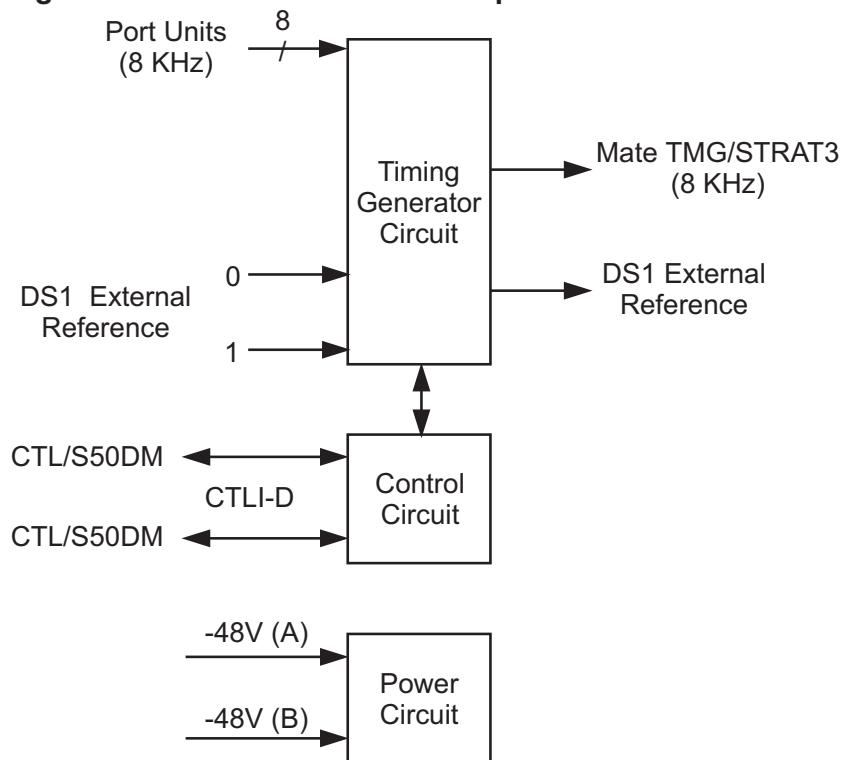 8
Port Units
(8 KHz)
Timing
Generator
Circuit
Mate TMG/STRAT3
(8 KHz)
0
DS1 External
Reference
1
DS1 External
Reference
CTL/S50DM
CTLI-D
CTL/S50DM
Control
Circuit
-48V (A)
-48V (B)
Power
Circuit